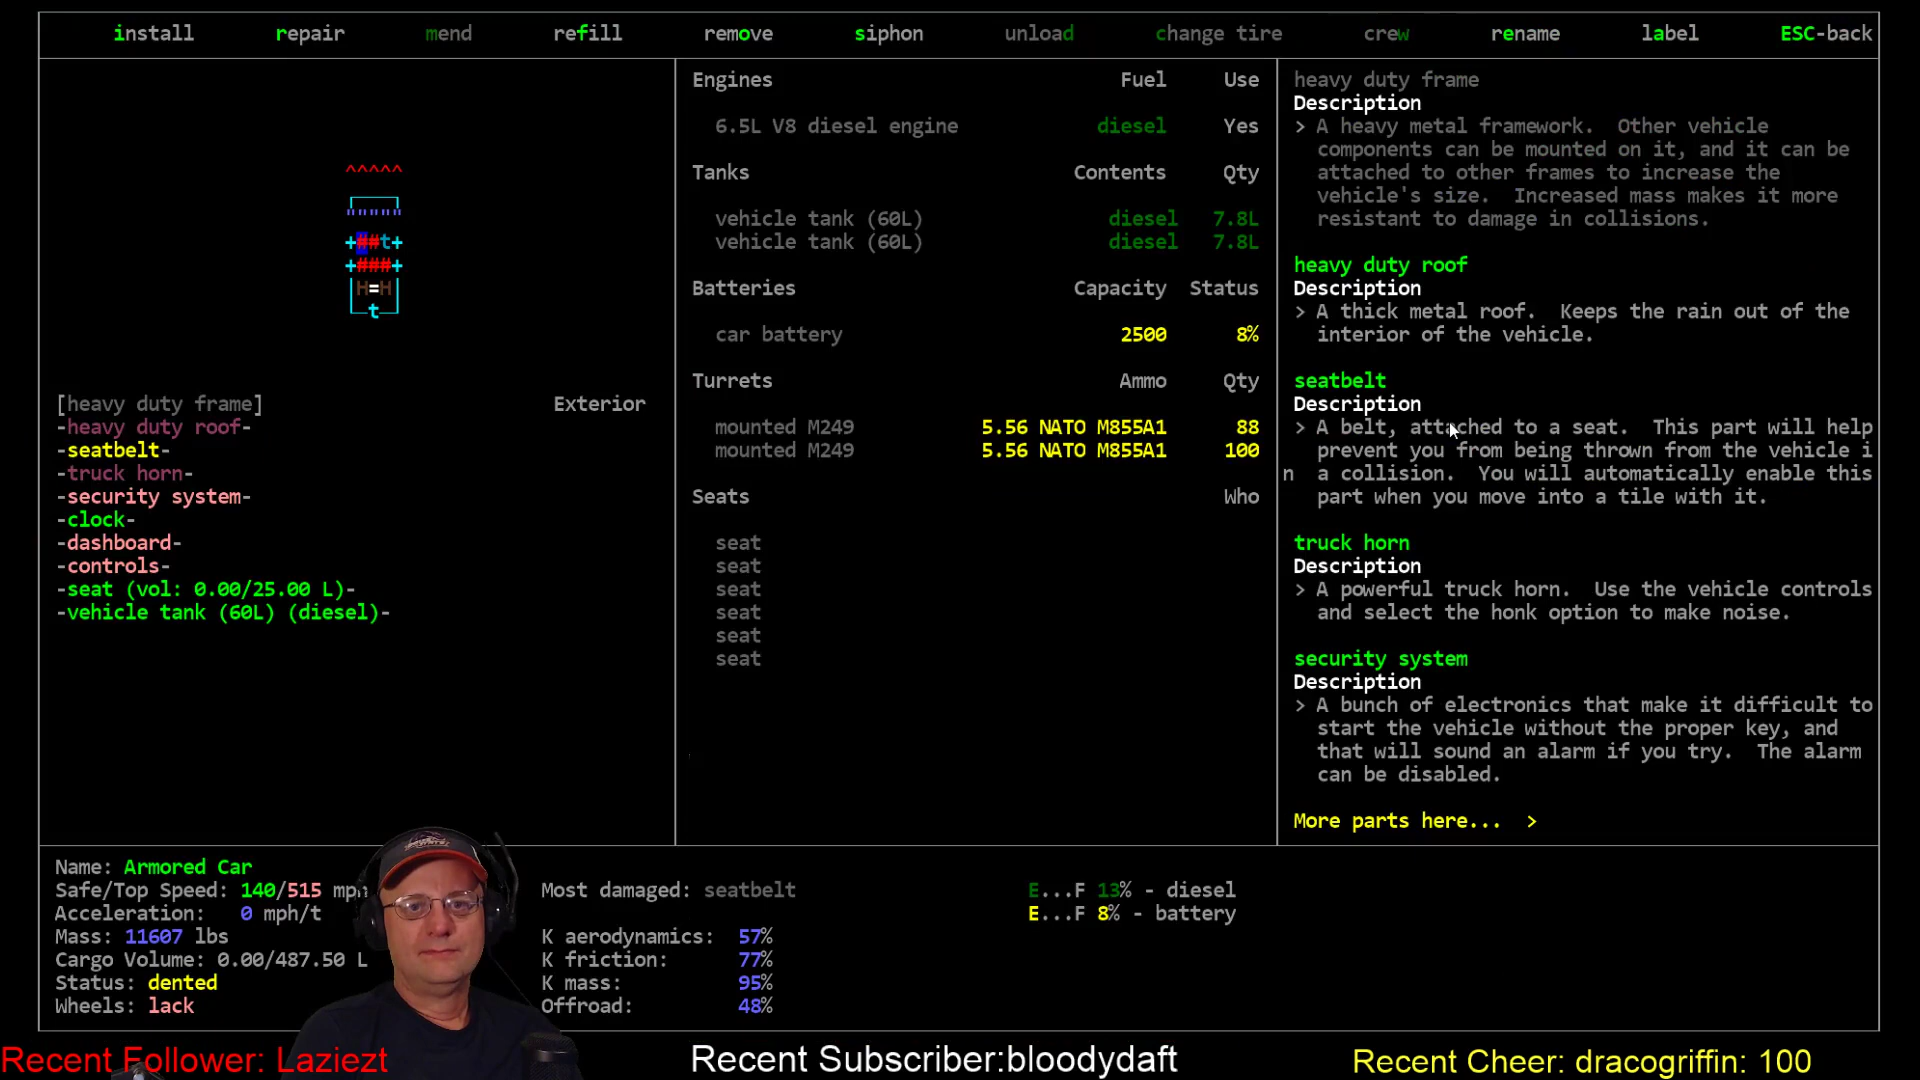 install repair mend refill remove siphon unload change tire crew rename label ESC-back
Engines Fuel Use
6.5L V8 diesel engine diesel Yes
Tanks Contents Qty
vehicle tank (60L) diesel 7.8L
vehicle tank (60L) diesel 7.8L
Batteries Capacity Status
car battery 2500 8%
Turrets Ammo Qty
mounted M249 5.56 NATO M855A1 88
mounted M249 5.56 NATO M855A1 100
Seats Who
seat
seat
seat
seat
seat
seat
^^^^^
""""""
+##t+
+###+
H=H
t
[heavy duty frame] Exterior
-heavy duty roof-
-seatbelt-
-truck horn-
-security system-
-clock-
-dashboard-
-controls-
-seat (vol: 0.00/25.00 L)-
-vehicle tank (60L) (diesel)-
heavy duty frame
Description
> A heavy metal framework.  Other vehicle
components can be mounted on it, and it can be
attached to other frames to increase the
vehicle's size.  Increased mass makes it more
resistant to damage in collisions.
heavy duty roof
Description
> A thick metal roof.  Keeps the rain out of the
interior of the vehicle.
seatbelt
Description
> A belt, attached to a seat.  This part will help
prevent you from being thrown from the vehicle i
n  a collision.  You will automatically enable this
part when you move into a tile with it.
truck horn
Description
> A powerful truck horn.  Use the vehicle controls
and select the honk option to make noise.
security system
Description
> A bunch of electronics that make it difficult to
start the vehicle without the proper key, and
that will sound an alarm if you try.  The alarm
can be disabled.
More parts here...  >
Name: Armored Car
Safe/Top Speed: 140/515 mph
Acceleration: 0 mph/t
Mass: 11607 lbs
Cargo Volume: 0.00/487.50 L
Status: dented
Wheels: lack
Most damaged: seatbelt
K aerodynamics: 57%
K friction: 77%
K mass: 95%
Offroad: 48%
E...F 13% - diesel
E...F 8% - battery
Recent Follower: Laziezt
Recent Subscriber:bloodydaft
Recent Cheer: dracogriffin: 100